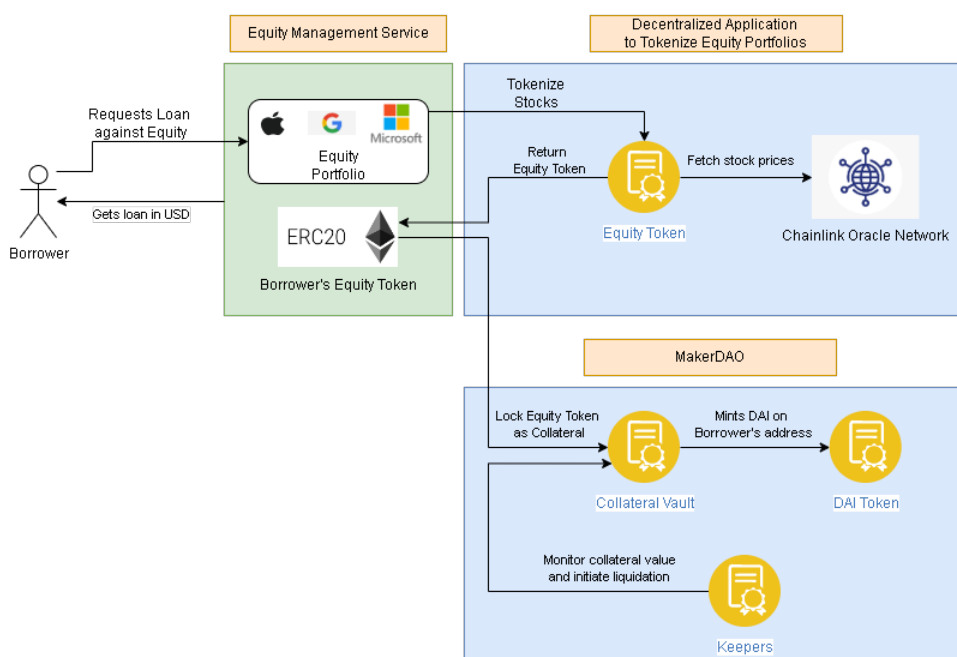 Equity Management Service
Decentralized Application
to Tokenize Equity Portfolios
Requests Loan
against Equity
Microsoft
Equity
Portfolio
Tokenize
Stocks
Return
Equity Token
Fetch stock prices
Gets loan in USD
Borrower
ERC20
Borrower's Equity Token
Equity Token
Chainlink Oracle Network
MakerDAO
Lock Equity Token
as Collateral
Mints DAI on
Borrower's address
Collateral Vault
DAI Token
Monitor collateral value
and initiate liquidation
Keepers